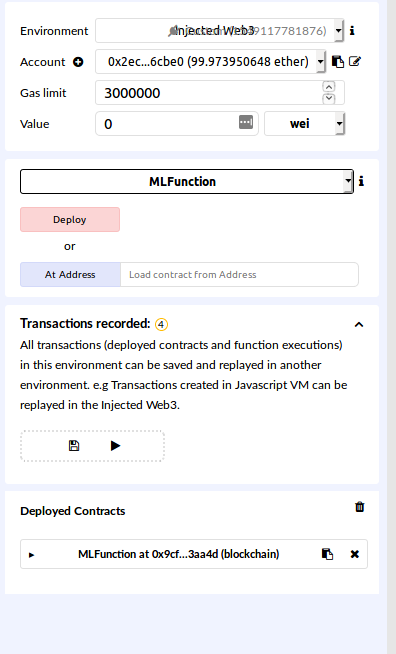 Environment Injected Web3
Account 0x2ec...6cbe0 (99.973950648 ether)
Gas limit 3000000
Value 0 wei
MLFunction
Deploy
or
At Address Load contract from Address
Transactions recorded: 4
All transactions (deployed contracts and function executions)
in this environment can be saved and replayed in another
environment. e.g Transactions created in Javascript VM can be
replayed in the Injected Web3.
Deployed Contracts
MLFunction at 0x9cf...3aa4d (blockchain)